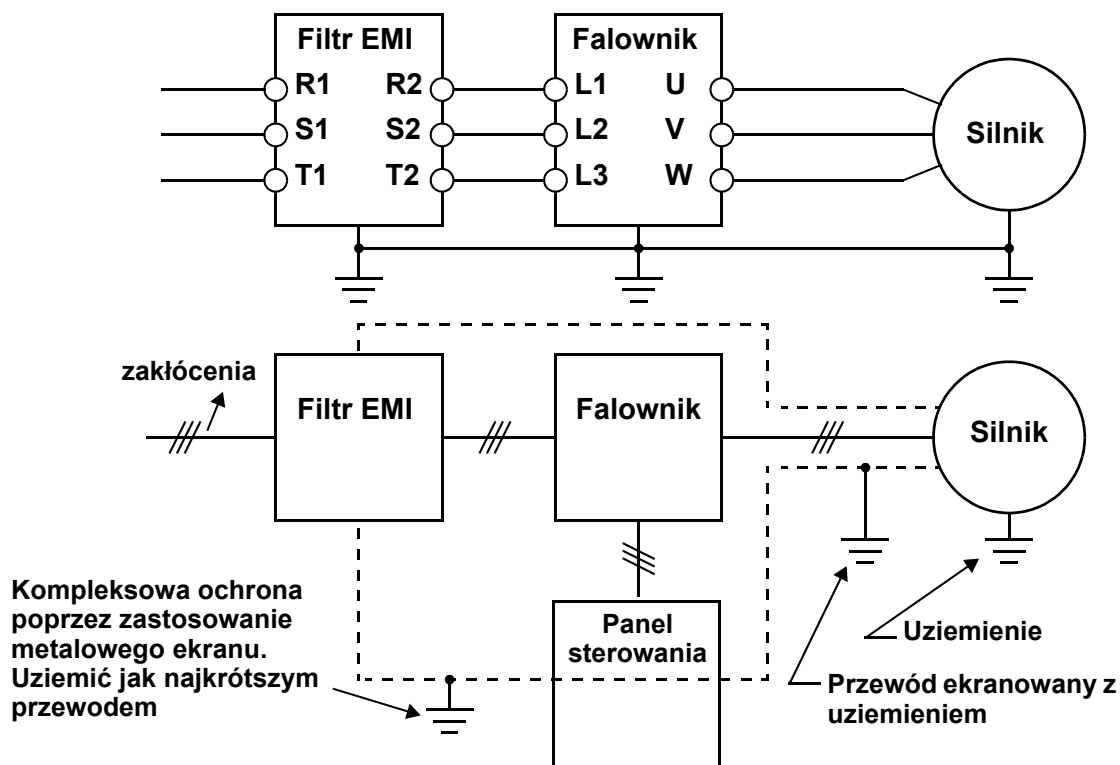 Filtr EMI
Falownik
R1 R2 L1 U
S1 S2 L2 V Silnik
T1 T2 L3 W
zakłócenia
Filtr EMI
Falownik
Silnik
Kompleksowa ochrona
poprzez zastosowanie
metalowego ekranu.
Uziemić jak najkrótszym
przewodem
Panel
sterowania
Uziemienie
Przewód ekranowany z
uziemieniem